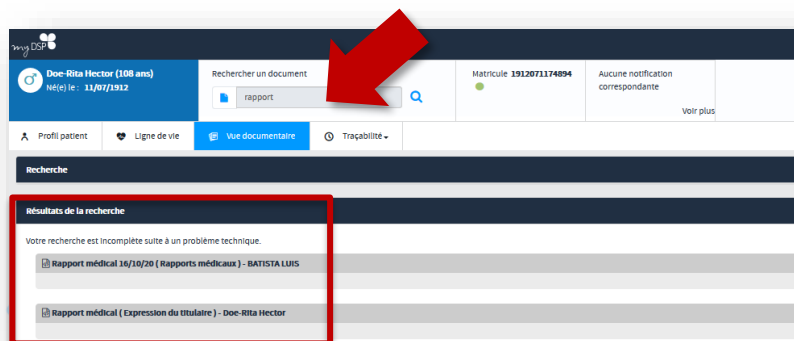 my DSP
Doe-Rita Hector (108 ans)
Né(e) le : 11/07/1912
Rechercher un document
rapport
Matricule 1912071174894
Aucune notification
correspondante
Voir plus
Profil patient
Ligne de vie
Vue documentaire
Traçabilité
Recherche
Résultats de la recherche
Votre recherche est incomplète suite à un problème technique.
Rapport médical 16/10/20 ( Rapports médicaux ) - BATISTA LUIS
Rapport médical ( Expression du titulaire ) - Doe-Rita Hector